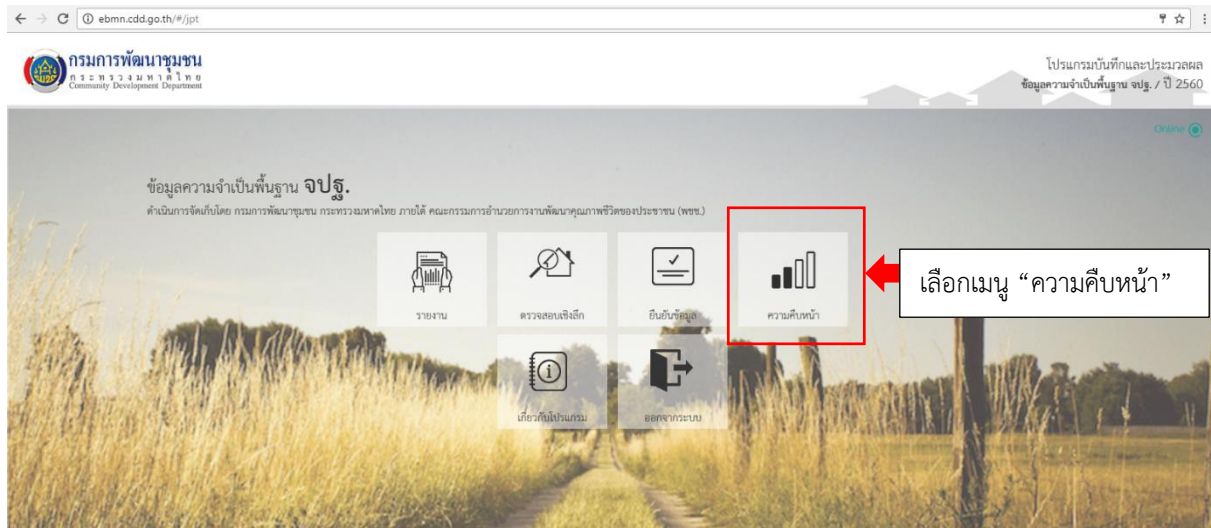 ebmn.cdd.go.th/#/jpt
กรมการพัฒนาชุมชน
กระทรวงมหาดไทย
Community Development Department
โปรแกรมบันทึกและประมวลผล
ข้อมูลความจำเป็นพื้นฐาน จปฐ. / ปี 2560
Online
ข้อมูลความจำเป็นพื้นฐาน จปฐ.
ดำเนินการจัดเก็บโดย กรมการพัฒนาชุมชน กระทรวงมหาดไทย ภายใต้ คณะกรรมการอำนวยการงานพัฒนาคุณภาพชีวิตของประชาชน (พชช.)
รายงาน
ตรวจสอบเชิงลึก
ยืนยันข้อมูล
ความคืบหน้า
เลือกเมนู “ความคืบหน้า”
เกี่ยวกับโปรแกรม
ออกจากระบบ